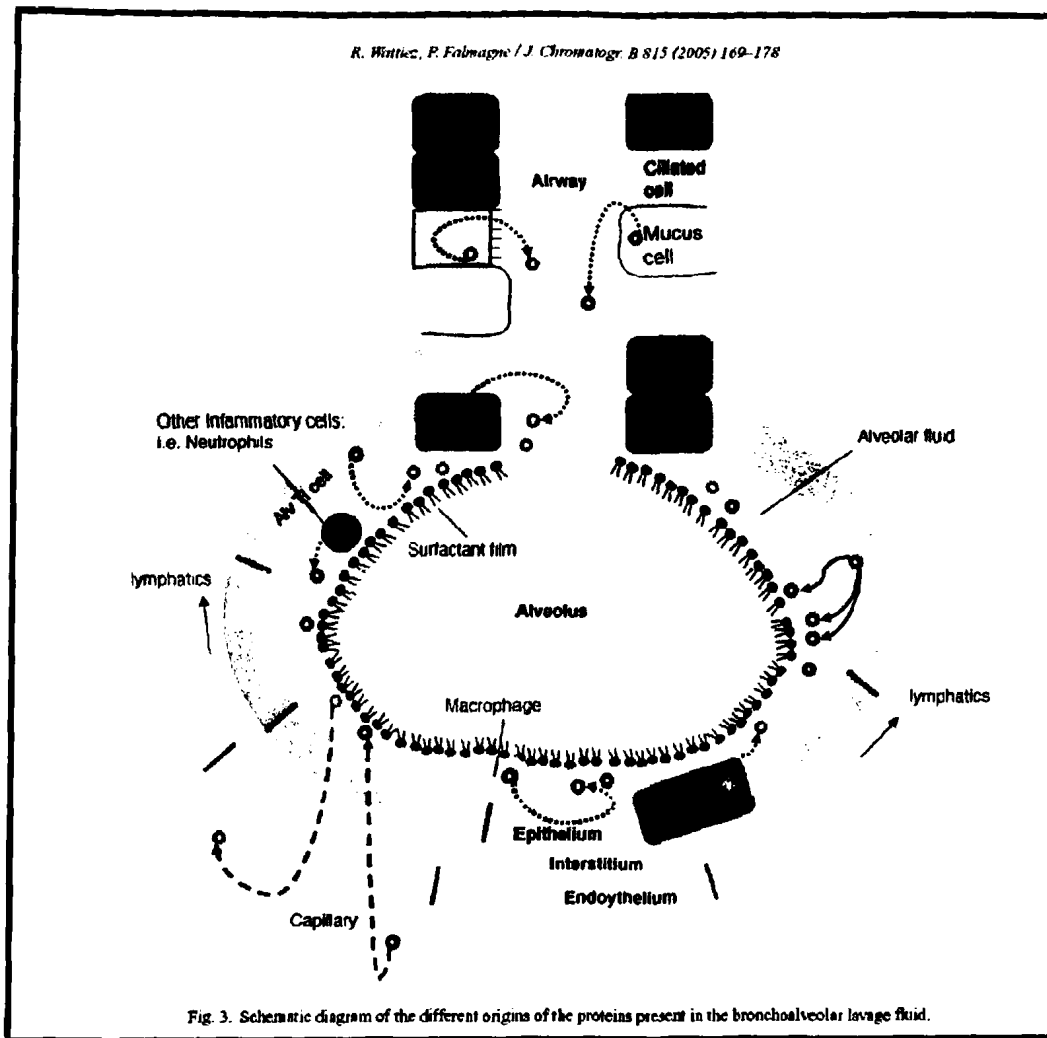 R. Wattiez, P. Falmagne / J. Chromatogr. B 815 (2005) 169–178
Airway
Ciliated
cell
Mucus
cell
Other Inflammatory cells:
i.e. Neutrophils
Alveolar fluid
cell
Surfactant film
lymphatics
Alveolus
Macrophage
lymphatics
Epithelium
Interstitium
Endoythelium
Capillary
Fig. 3. Schematic diagram of the different origins of the proteins present in the bronchoalveolar lavage fluid.